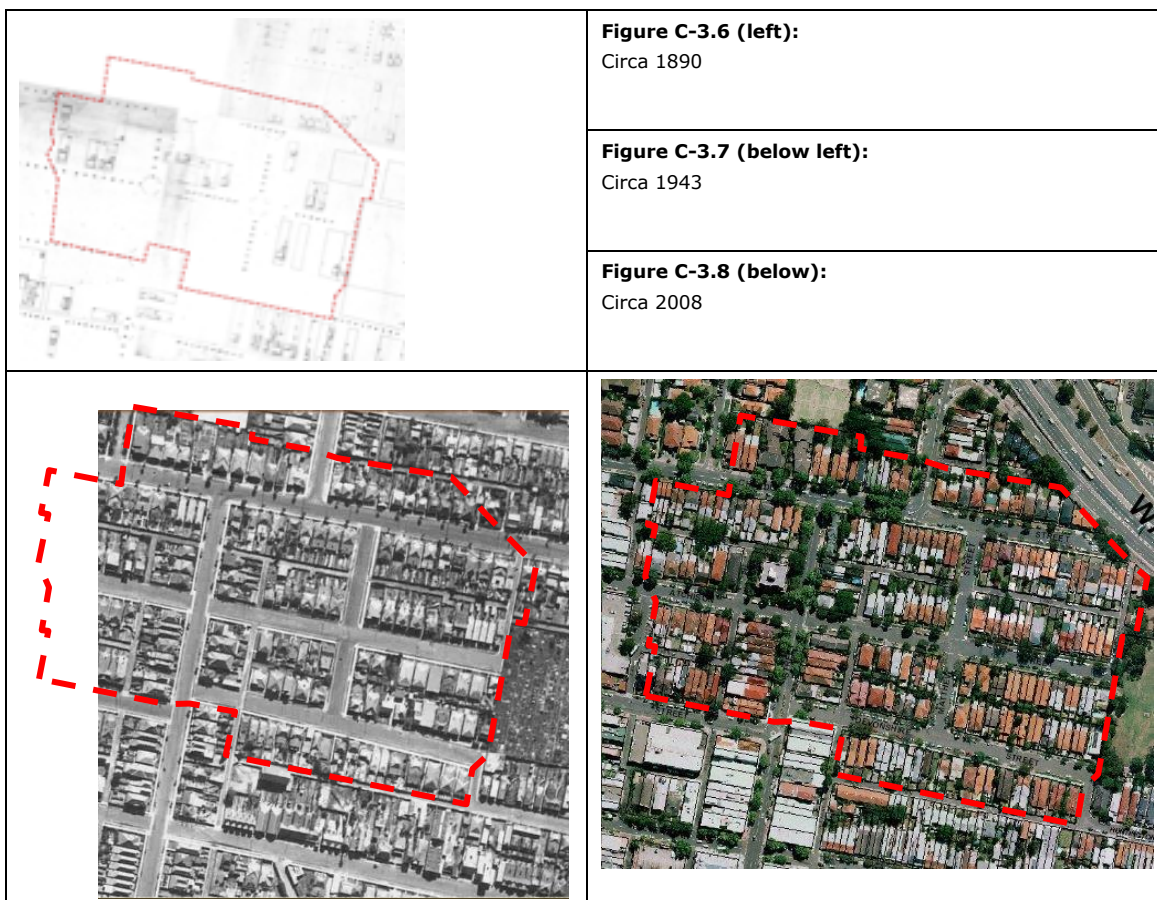 Figure C-3.6 (left):
Circa 1890
Figure C-3.7 (below left):
Circa 1943
Figure C-3.8 (below):
Circa 2008
W
STREET